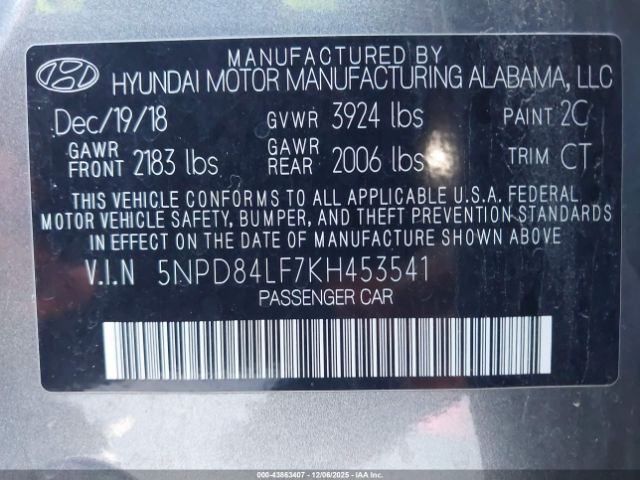 MANUFACTURED BY
HYUNDAI MOTOR MANUFACTURING ALABAMA, LLC
Dec/19/18 GVWR 3924 lbs PAINT 2C
GAWR FRONT 2183 lbs GAWR REAR 2006 lbs TRIM CT
THIS VEHICLE CONFORMS TO ALL APPLICABLE U.S.A. FEDERAL
MOTOR VEHICLE SAFETY, BUMPER, AND THEFT PREVENTION STANDARDS
IN EFFECT ON THE DATE OF MANUFACTURE SHOWN ABOVE.
V.I.N 5NPD84LF7KH453541
PASSENGER CAR
000-43863407 - 12/06/2025 - COPYRIGHT IAA, LLC.